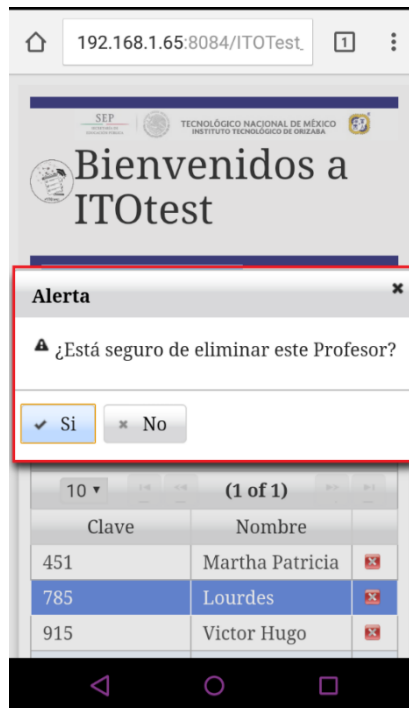 192.168.1.65:8084/ITOTest_
1
SEP
TECNOLÓGICO NACIONAL DE MÉXICO
INSTITUTO TECNOLÓGICO DE ORIZABA
Bienvenidos a
ITOtest
Alerta
¿Está seguro de eliminar este Profesor?
Si No
10 (1 of 1)
Clave Nombre
451 Martha Patricia
785 Lourdes
915 Victor Hugo